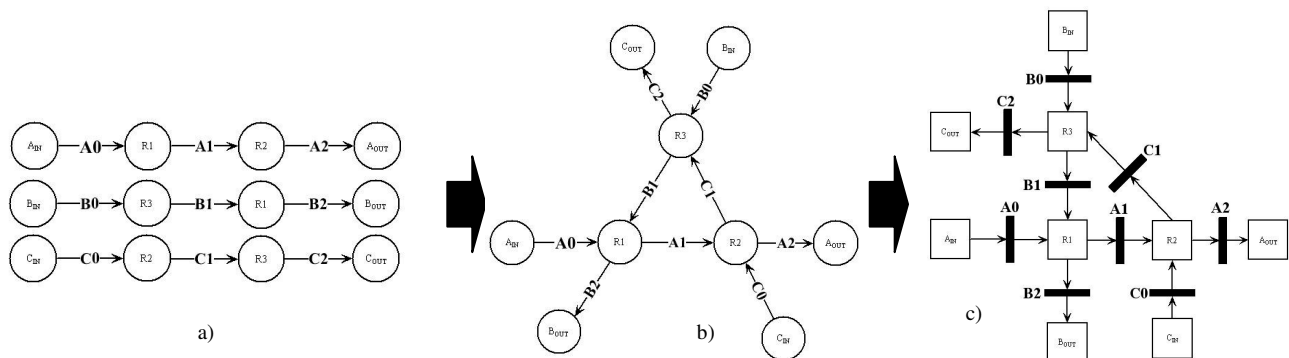 A_IN A0 R1 A1 R2 A2 A_OUT
B_IN B0 R3 B1 R1 B2 B_OUT
C_IN C0 R2 C1 R3 C2 C_OUT
a)
C_OUT B_IN
C2 B0
R3
B1 C1
A_IN A0 R1 A1 R2 A2 A_OUT
B2 C0
B_OUT C_IN
b)
B_IN
B0
C2
C_OUT R3
C1
B1
A0 A1 A2
A_IN R1 R2 A_OUT
B2 C0
B_OUT C_IN
c)